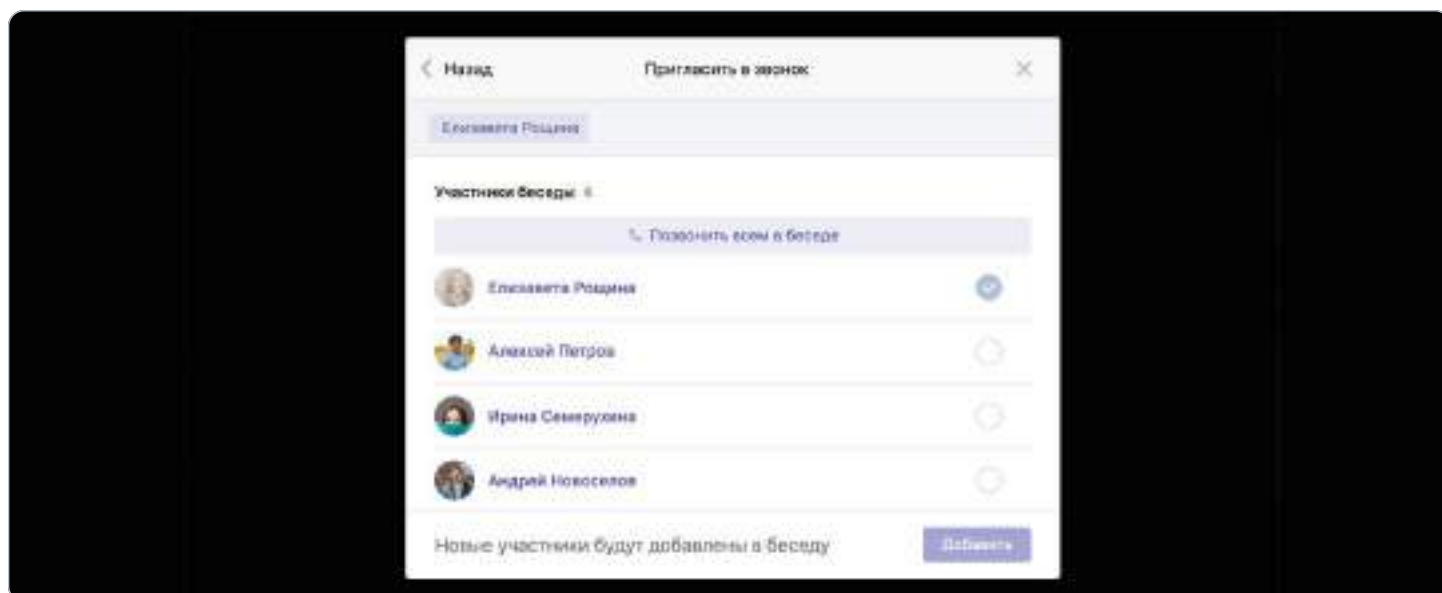 Назад
Пригласить в звонок
Елизавета Рощина
Участники беседы 6
Позвонить всем в беседе
Елизавета Рощина
Алексей Петров
Ирина Семерухина
Андрей Новоселов
Новые участники будут добавлены в беседу
Добавить